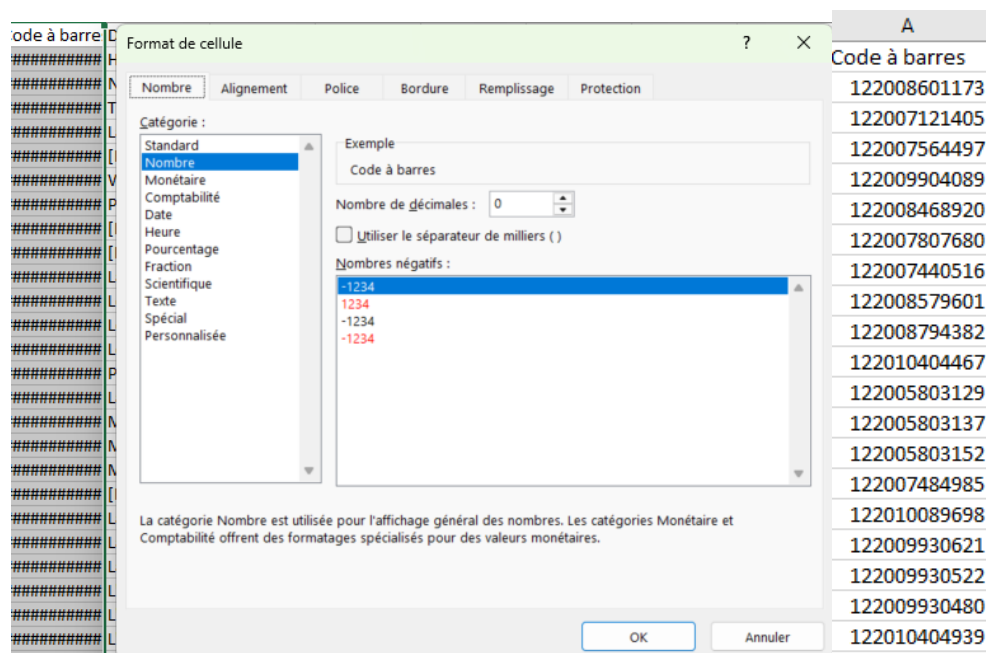 ode à barre D
########### H
########### N
########### T
########### L
########### [
########### V
########### P
########### [
########### [
########### L
########### L
########### L
########### L
########### P
########### L
########### M
########### N
########### M
########### [
########### L
########### L
########### L
########### L
########### L
########### L
Format de cellule
?
Nombre Alignement Police Bordure Remplissage Protection
Catégorie :
Standard
Nombre
Monétaire
Comptabilité
Date
Heure
Pourcentage
Fraction
Scientifique
Texte
Spécial
Personnalisée
Exemple
Code à barres
Nombre de décimales : 0
Utiliser le séparateur de milliers ( )
Nombres négatifs :
-1234
1234
-1234
-1234
La catégorie Nombre est utilisée pour l'affichage général des nombres. Les catégories Monétaire et
Comptabilité offrent des formatages spécialisés pour des valeurs monétaires.
OK Annuler
A
Code à barres
122008601173
122007121405
122007564497
122009904089
122008468920
122007807680
122007440516
122008579601
122008794382
122010404467
122005803129
122005803137
122005803152
122007484985
122010089698
122009930621
122009930522
122009930480
122010404939